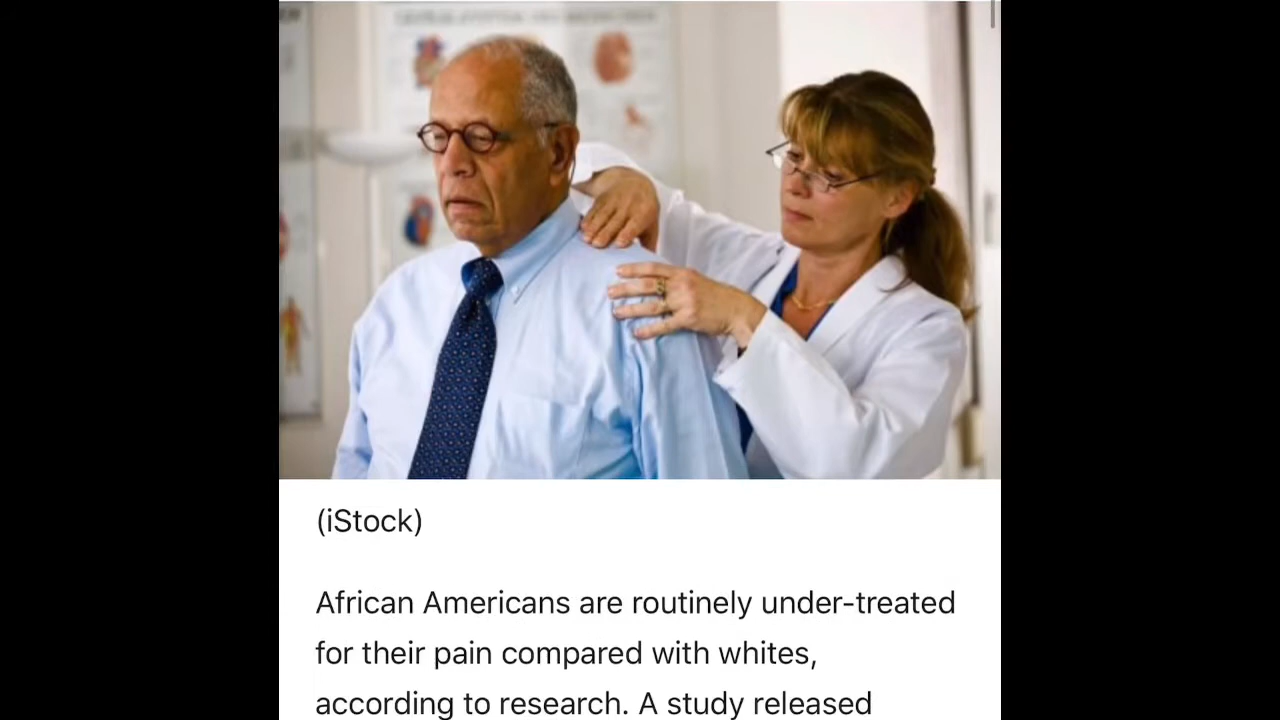 (iStock)
African Americans are routinely under-treated
for their pain compared with whites,
according to research. A study released